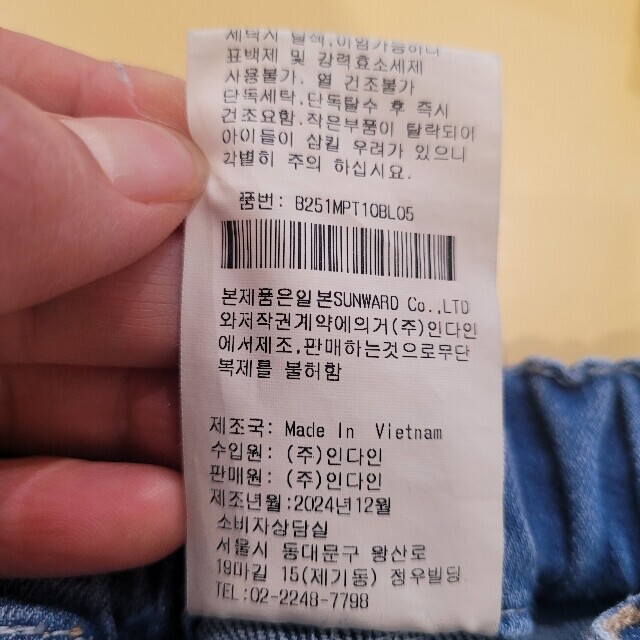 세탁시 탈색,이염가능하니
표백제 및 강력효소세제
사용불가, 열 건조불가
단독세탁.단독탈수 후 즉시
건조요함.작은부품이 탈락되어
아이들이 삼킬 우려가 있으니
각별히 주의 하십시요.
품번: B251MPT10BL05
본제품은일본SUNWARD Co.,LTD
와저작권계약에의거(주)인다인
에서제조,판매하는것으로무단
복제를 불허함
제조국: Made In Vietnam
수입원: (주)인다인
판매원: (주)인다인
제조년월:2024년12월
소비자상담실
서울시 동대문구 왕산로
19마길 15(제기동) 정우빌딩
TEL:02-2248-7798